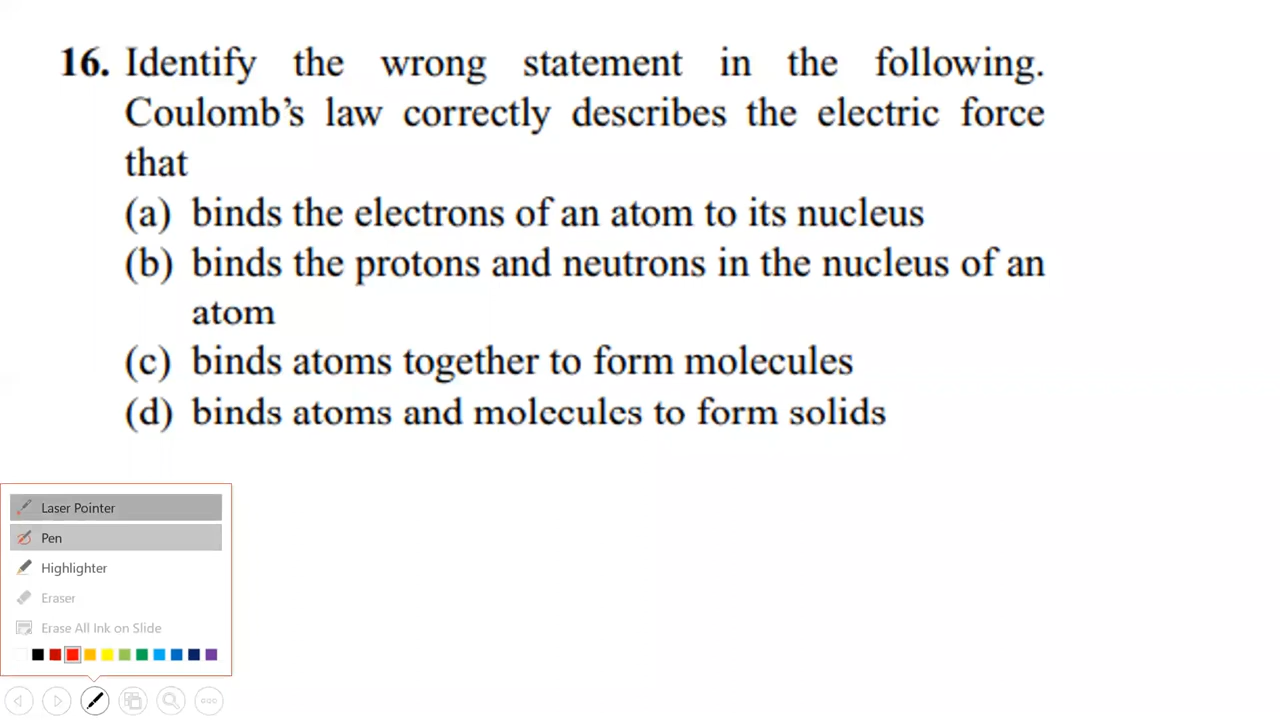 16. Identify the wrong statement in the following.
Coulomb's law correctly describes the electric force
that
(a) binds the electrons of an atom to its nucleus
(b) binds the protons and neutrons in the nucleus of an
atom
(c) binds atoms together to form molecules
(d) binds atoms and molecules to form solids
Laser Pointer
Pen
Highlighter
Eraser
Erase All Ink on Slide